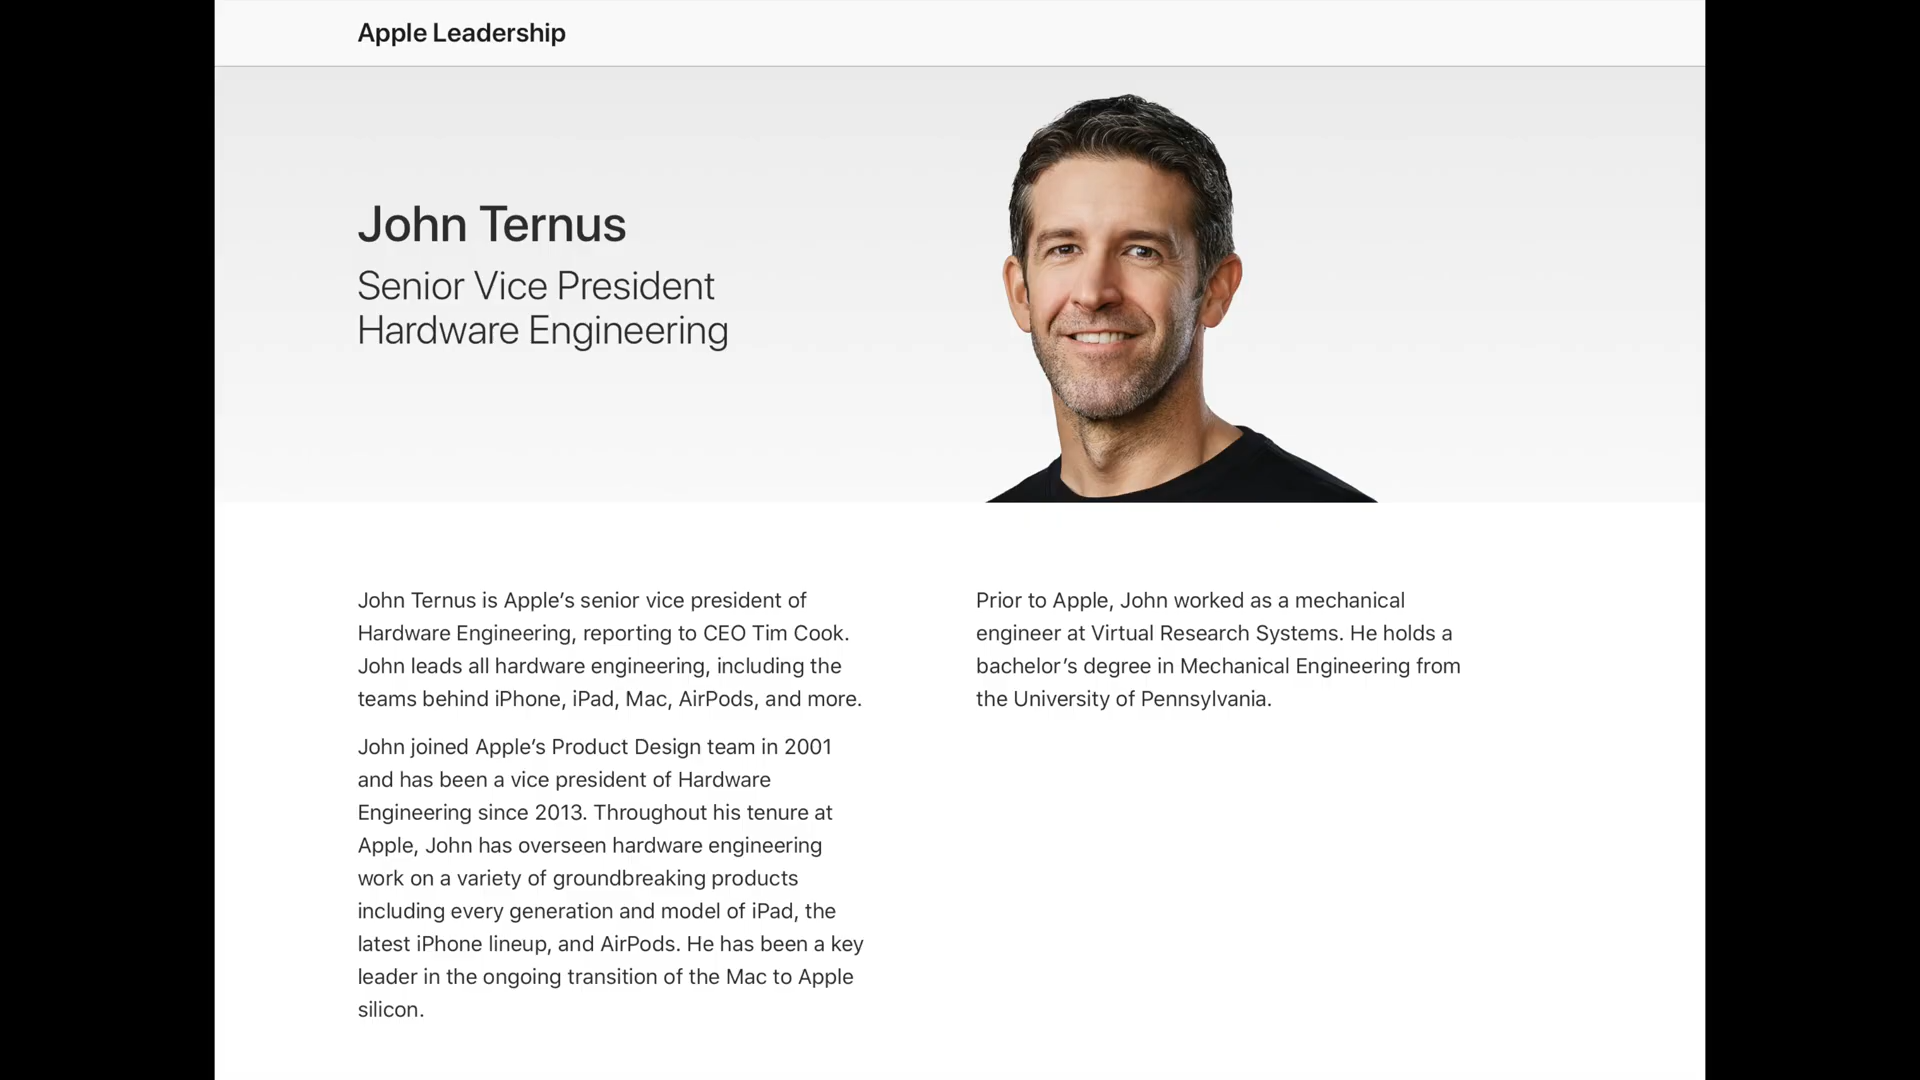 Apple Leadership
John Ternus
Senior Vice President
Hardware Engineering
John Ternus is Apple’s senior vice president of
Hardware Engineering, reporting to CEO Tim Cook.
John leads all hardware engineering, including the
teams behind iPhone, iPad, Mac, AirPods, and more.
John joined Apple’s Product Design team in 2001
and has been a vice president of Hardware
Engineering since 2013. Throughout his tenure at
Apple, John has overseen hardware engineering
work on a variety of groundbreaking products
including every generation and model of iPad, the
latest iPhone lineup, and AirPods. He has been a key
leader in the ongoing transition of the Mac to Apple
silicon.
Prior to Apple, John worked as a mechanical
engineer at Virtual Research Systems. He holds a
bachelor’s degree in Mechanical Engineering from
the University of Pennsylvania.